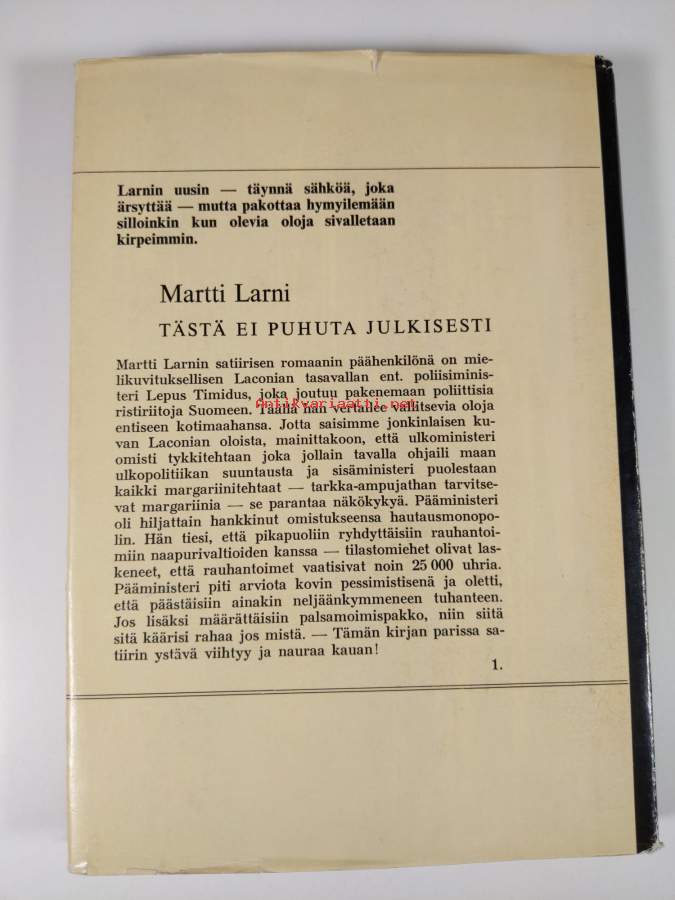 Larnin uusin — täynnä sähköä, joka
ärsyttää — mutta pakottaa hymyilemään
silloinkin kun olevia oloja sivalletaan
kirpeimmin.
Martti Larni
TÄSTÄ EI PUHUTA JULKISESTI
Martti Larnin satiirisen romaanin päähenkilönä on mie-
likuvituksellisen Laconian tasavallan ent. poliisiminis-
teri Lepus Timidus, joka joutuu pakenemaan poliittisia
ristiriitoja Suomeen. Täällä hän vertailee vallitsevia oloja
Antikvariaatti.net
entiseen kotimaahansa. Jotta saisimme jonkinlaisen ku-
van Laconian oloista, mainittakoon, että ulkoministeri
omisti tykkitehtaan joka jollain tavalla ohjaili maan
ulkopolitiikan suuntausta ja sisäministeri puolestaan
kaikki margariinitehtaat — tarkka-ampujathan tarvitse-
vat margariinia — se parantaa näkökykyä. Pääministeri
oli hiljattain hankkinut omistukseensa hautausmonopo-
lin. Hän tiesi, että pikapuoliin ryhdyttäisiin rauhantoi-
miin naapurivaltioiden kanssa — tilastomiehet olivat las-
keneet, että rauhantoimet vaatisivat noin 25 000 uhria.
Pääministeri piti arviota kovin pessimistisenä ja oletti,
että päästäisiin ainakin neljäänkymmeneen tuhanteen.
Jos lisäksi määrättäisiin palsamoimispakko, niin siitä
sitä käärisi rahaa jos mistä. — Tämän kirjan parissa sa-
tiirin ystävä viihtyy ja nauraa kauan!
1.